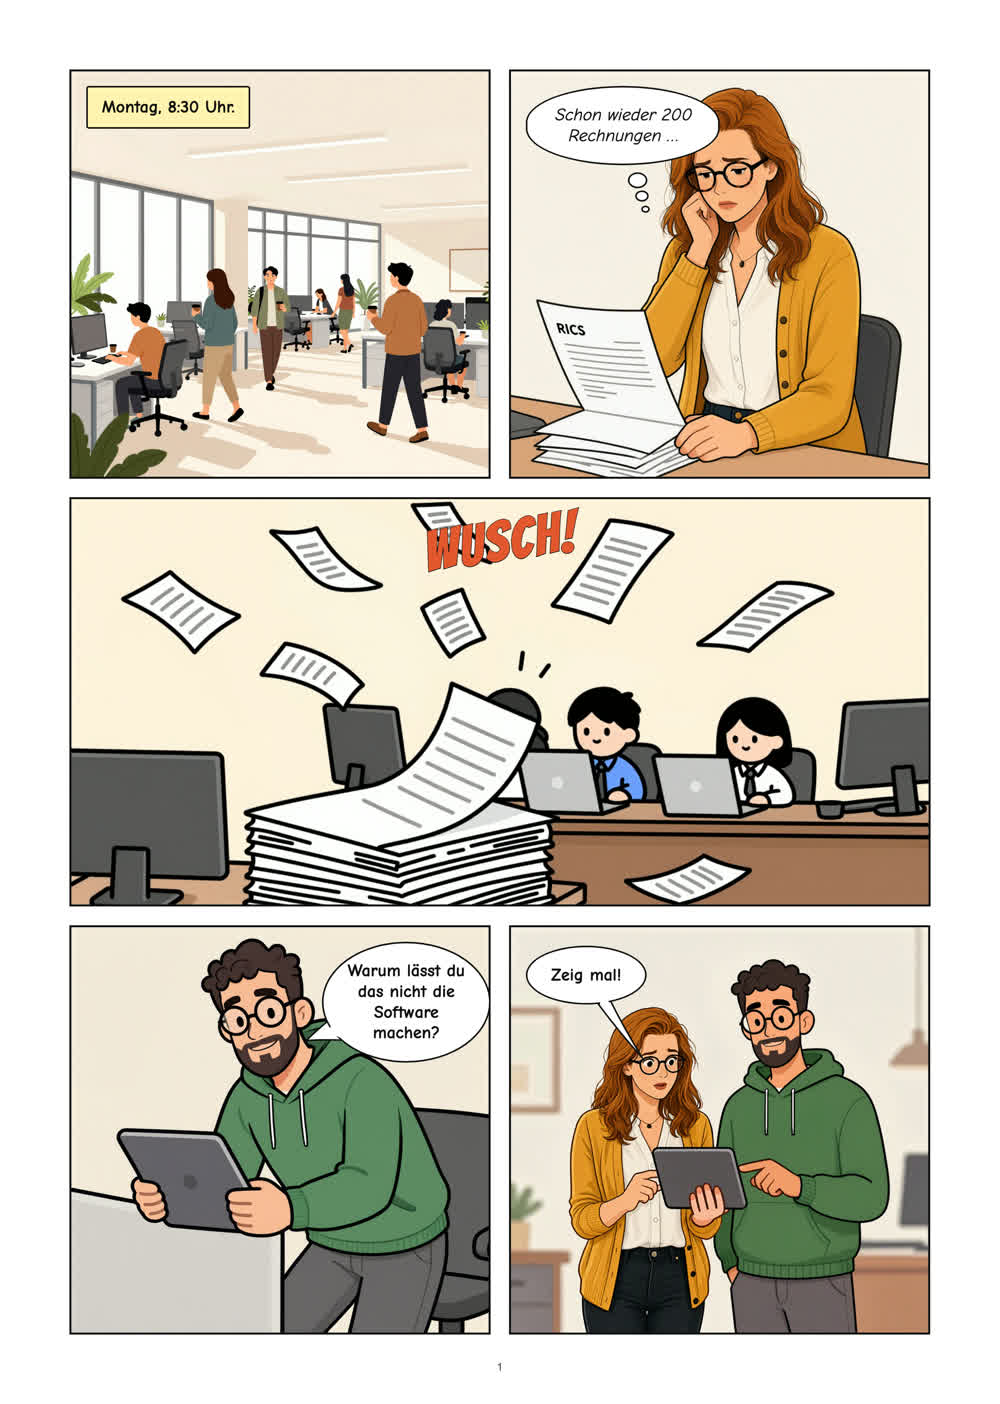 Montag, 8:30 Uhr.
Schon wieder 200
Rechnungen ...
RICS
WUSCH!
Warum lässt du
das nicht die
Software
machen?
Zeig mal!
1